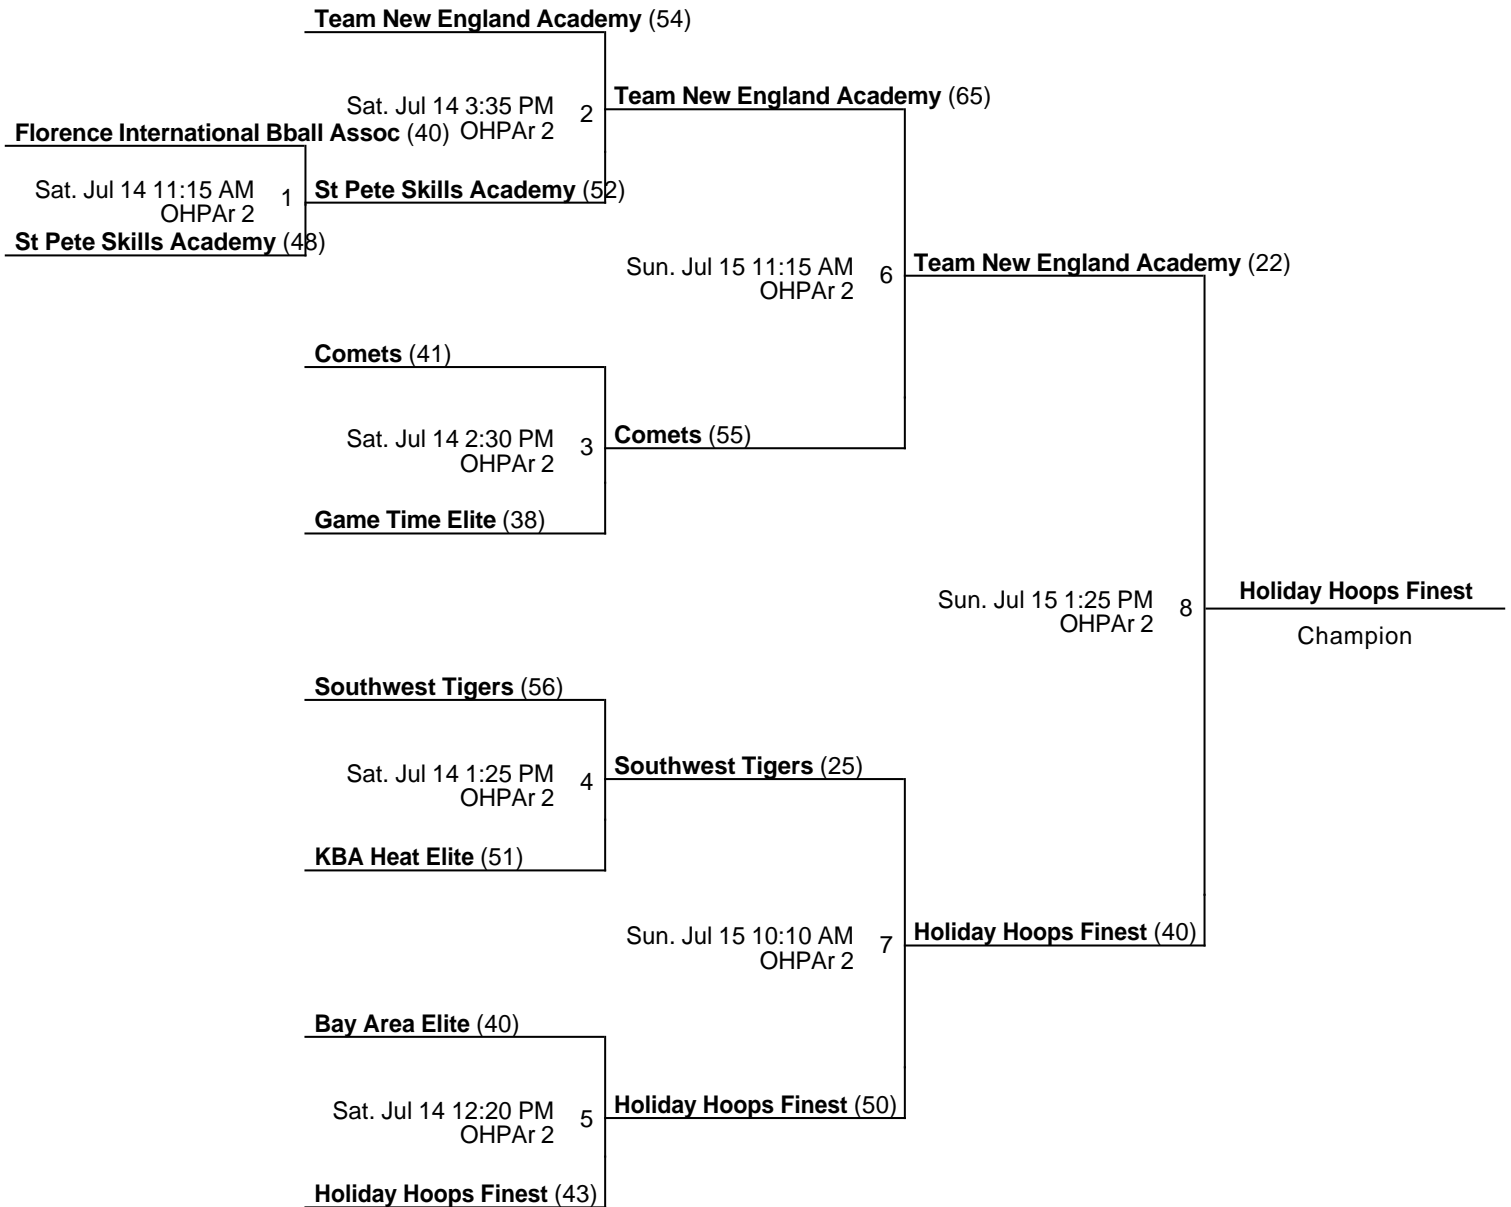 Team New England Academy (54)
Sat. Jul 14 3:35 PM
OHPAr 2
2
Team New England Academy (65)
Florence International Bball Assoc (40)
Sat. Jul 14 11:15 AM
OHPAr 2
1
St Pete Skills Academy (52)
St Pete Skills Academy (48)
Sun. Jul 15 11:15 AM
OHPAr 2
6
Team New England Academy (22)
Comets (41)
Sat. Jul 14 2:30 PM
OHPAr 2
3
Comets (55)
Game Time Elite (38)
Sun. Jul 15 1:25 PM
OHPAr 2
8
Holiday Hoops Finest
Champion
Southwest Tigers (56)
Sat. Jul 14 1:25 PM
OHPAr 2
4
Southwest Tigers (25)
KBA Heat Elite (51)
Sun. Jul 15 10:10 AM
OHPAr 2
7
Holiday Hoops Finest (40)
Bay Area Elite (40)
Sat. Jul 14 12:20 PM
OHPAr 2
5
Holiday Hoops Finest (50)
Holiday Hoops Finest (43)